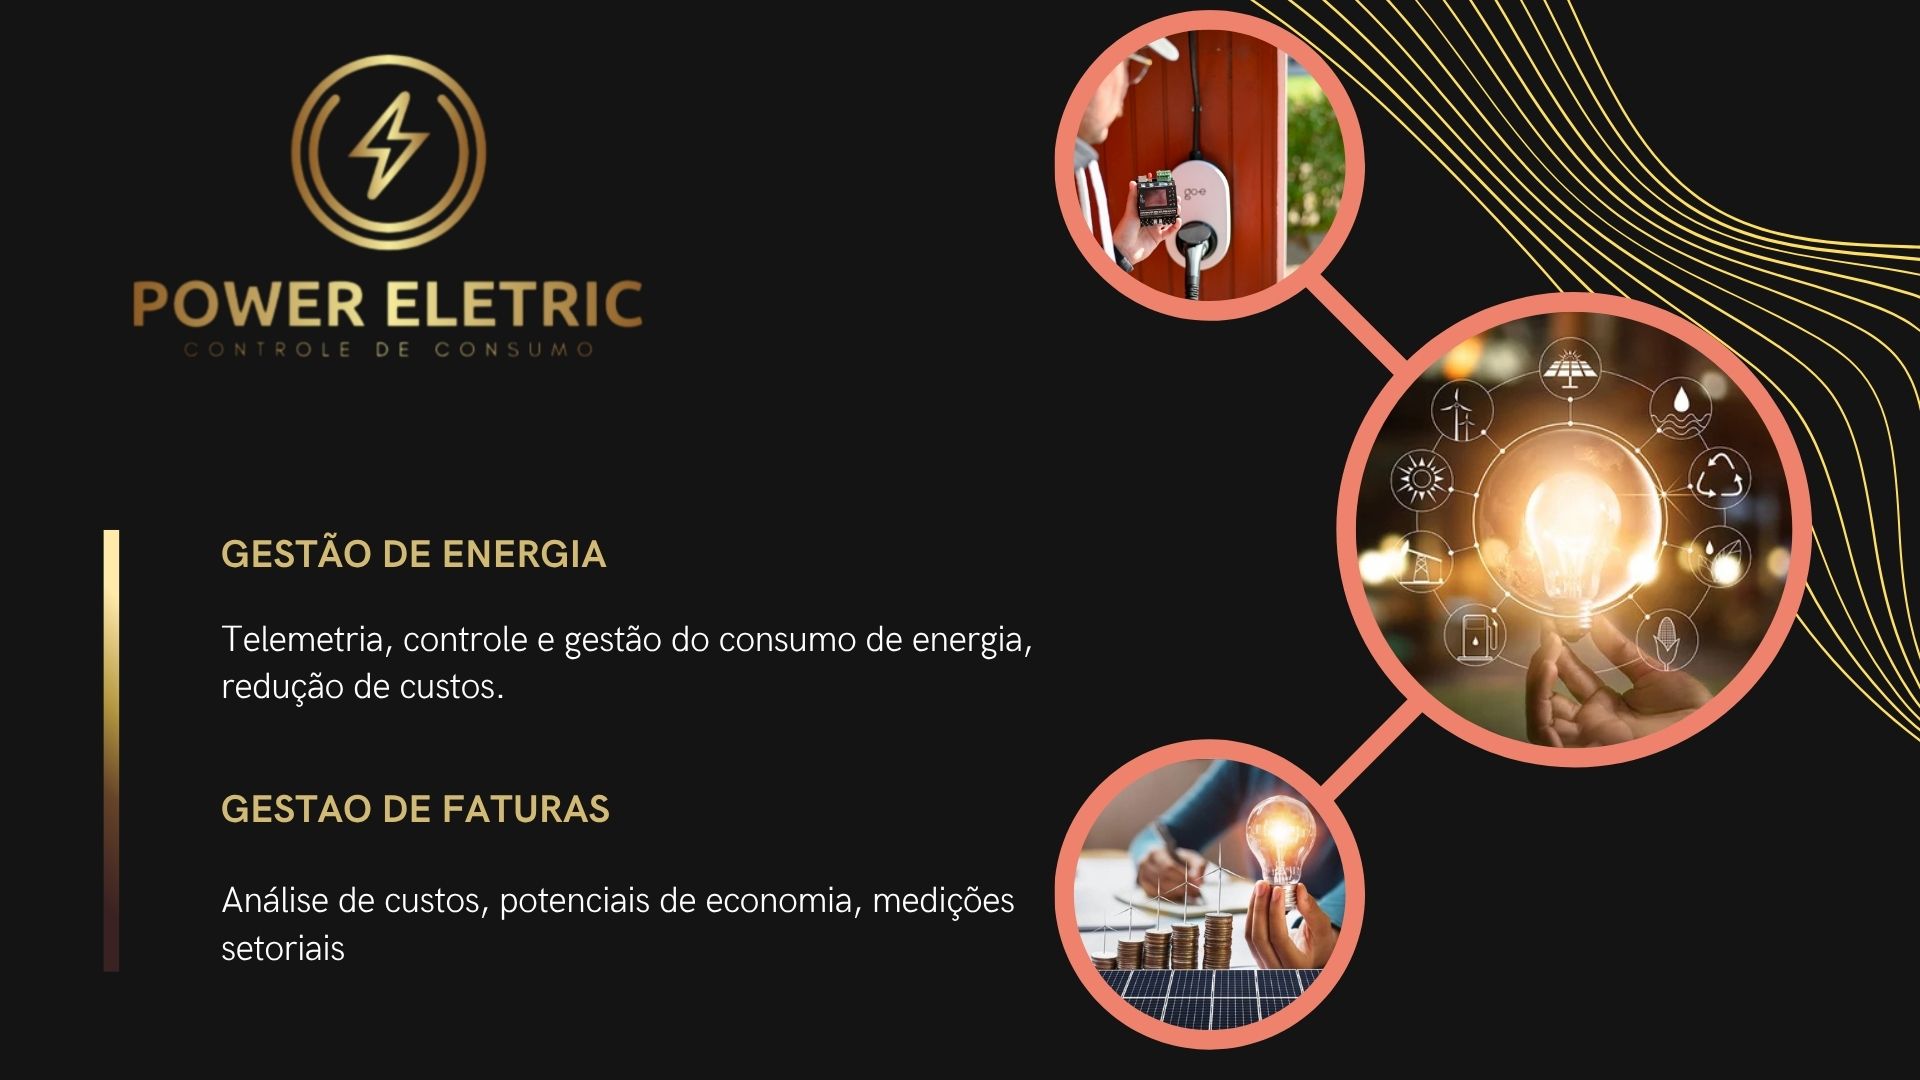 POWER ELETRIC
CONTROLE DE CONSUMO
GESTÃO DE ENERGIA
Telemetria, controle e gestão do consumo de energia,
redução de custos.
GESTAO DE FATURAS
Análise de custos, potenciais de economia, medições
setoriais
go-e